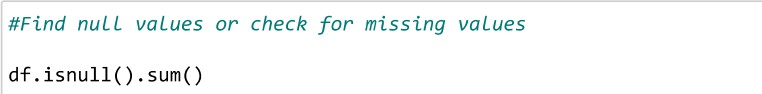 #Find null values or check for missing values
df.isnull().sum()